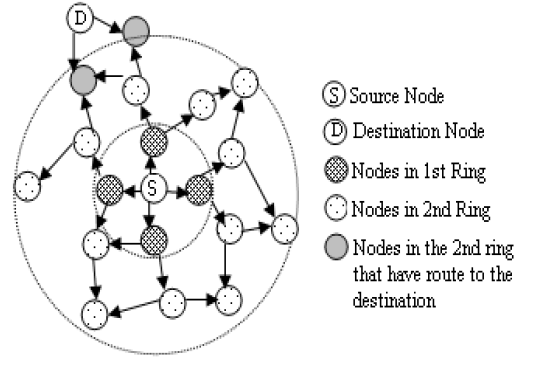 D
S
S Source Node
D Destination Node
Nodes in 1st Ring
Nodes in 2nd Ring
Nodes in the 2nd ring
that have route to the
destination